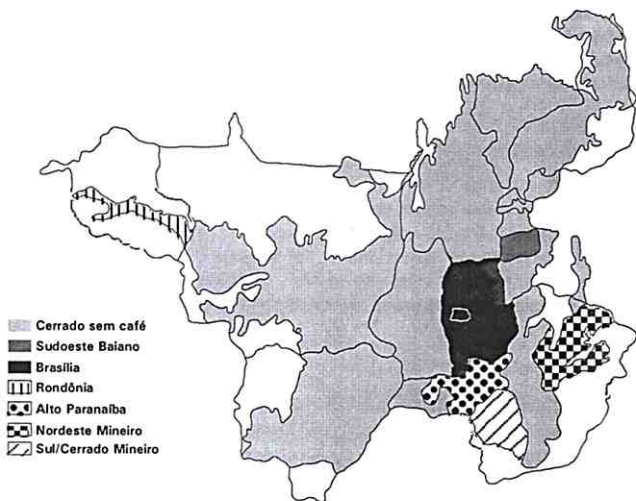 Cerrado sem café
Sudoeste Baiano
Brasília
Rondônia
Alto Paranaíba
Nordeste Mineiro
Sul/Cerrado Mineiro